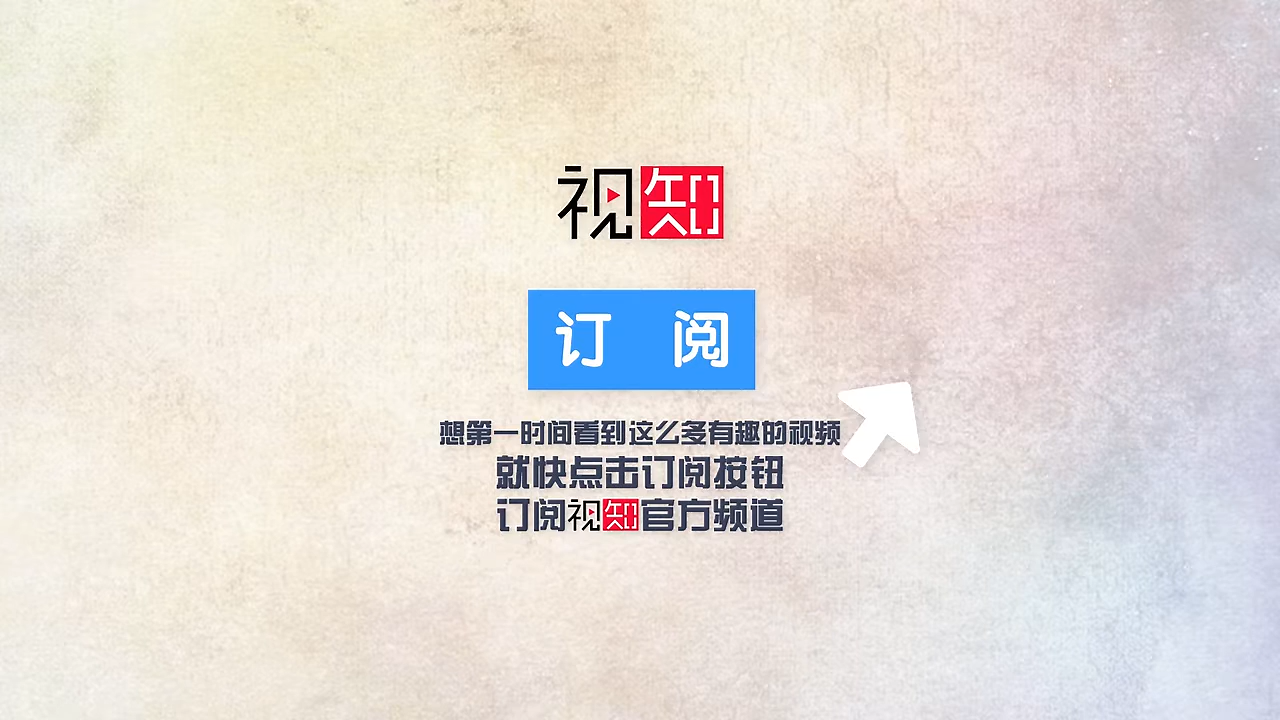 视知
订 阅
想第一时间看到这么多有趣的视频
就快点击订阅按钮
订阅视知官方频道